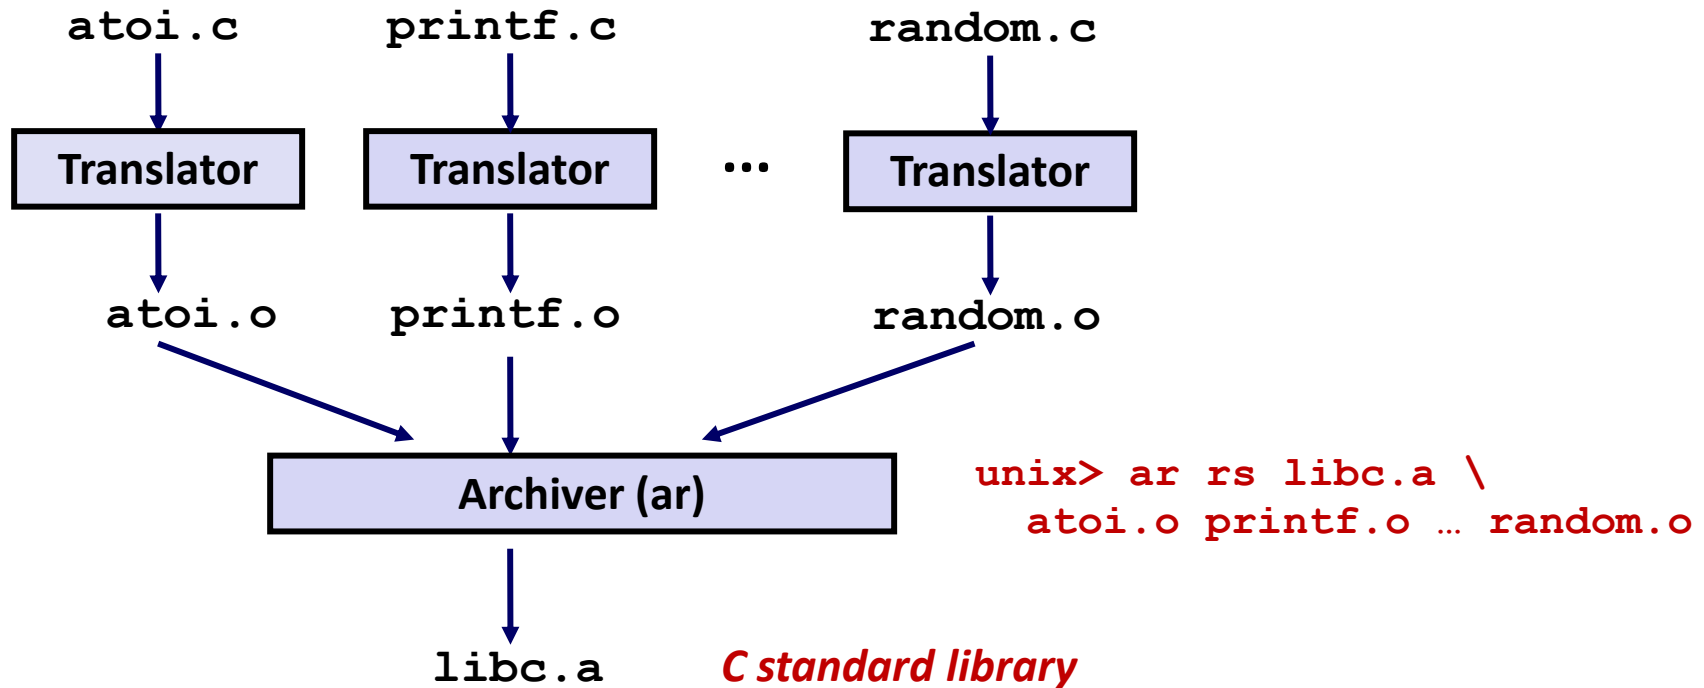 atoi.c printf.c random.c
Translator Translator ... Translator
atoi.o printf.o random.o
Archiver (ar)
unix> ar rs libc.a \
atoi.o printf.o … random.o
libc.a C standard library